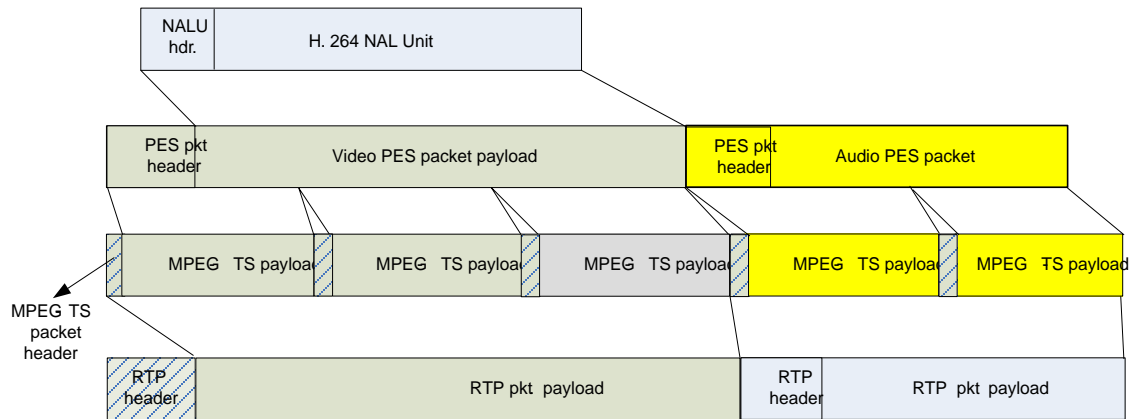 NALU
hdr.
H. 264 NAL Unit
PES pkt
header
Video PES packet payload
PES pkt
header
Audio PES packet
MPEG TS payload
MPEG TS payload
MPEG TS payload
MPEG TS payload
MPEG TS payload
MPEG TS
packet
header
RTP
header
RTP pkt payload
RTP
header
RTP pkt payload